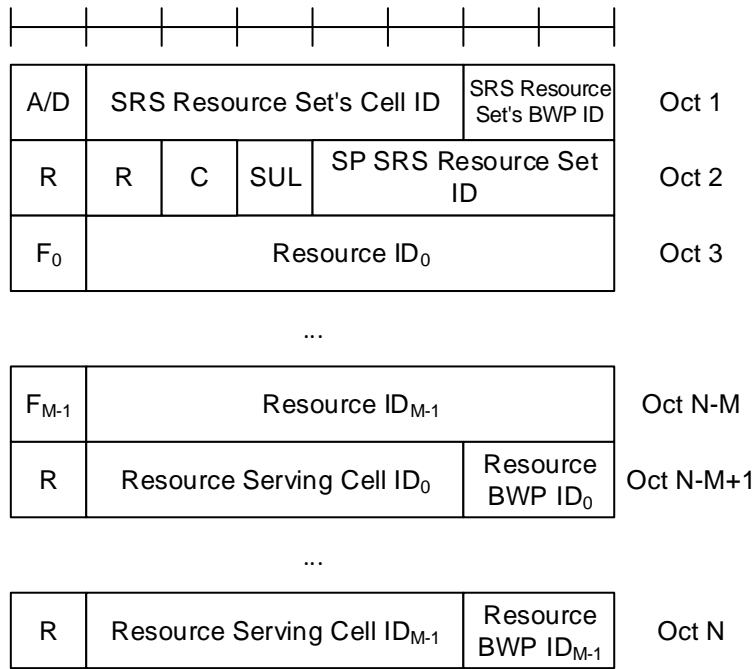 A/D SRS Resource Set's Cell ID SRS Resource Set's BWP ID Oct 1
R R C SUL SP SRS Resource Set ID Oct 2
F0 Resource ID0 Oct 3
...
FM-1 Resource IDM-1 Oct N-M
R Resource Serving Cell ID0 Resource BWP ID0 Oct N-M+1
...
R Resource Serving Cell IDM-1 Resource BWP IDM-1 Oct N